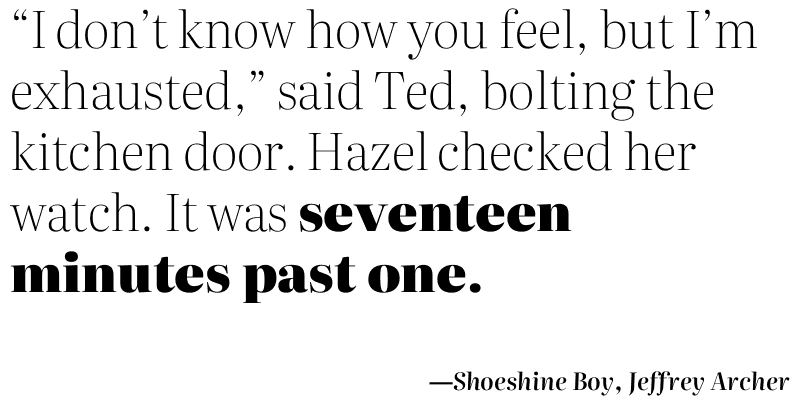 “I don’t know how you feel, but I’m
exhausted,” said Ted, bolting the
kitchen door. Hazel checked her
watch. It was seventeen
minutes past one.
—Shoeshine Boy, Jeffrey Archer